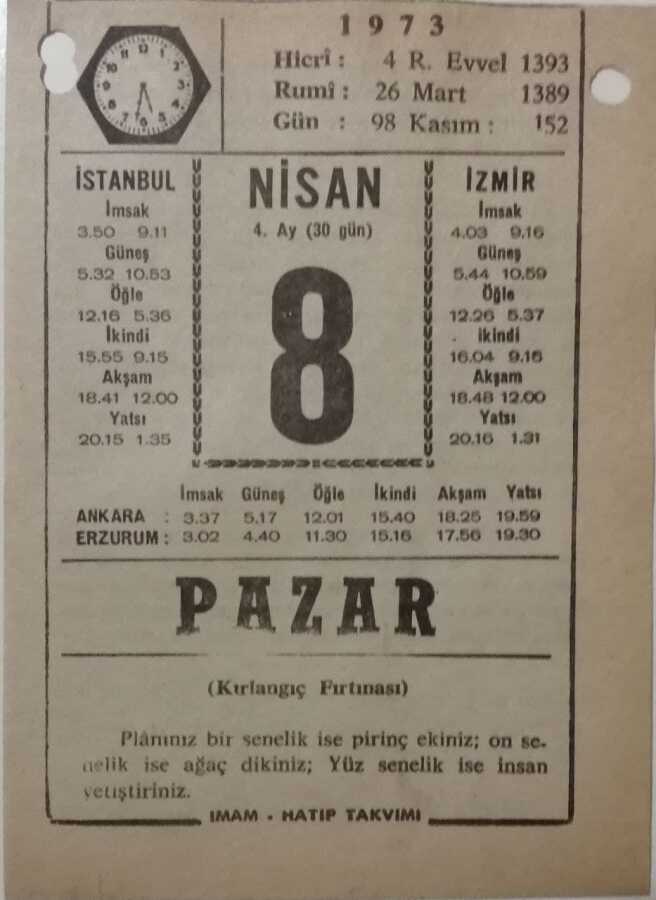 1973
Hicrî : 4 R. Evvel 1393
Rumî : 26 Mart 1389
Gün : 98 Kasım : 152
İSTANBUL
İmsak
3.50 9.11
Güneş
5.32 10.53
Öğle
12.16 5.36
İkindi
15.55 9.15
Akşam
18.41 12.00
Yatsı
20.15 1.35
NİSAN
4. Ay (30 gün)
8
İZMİR
İmsak
4.03 9.16
Güneş
5.44 10.59
Öğle
12.26 5.37
İkindi
16.04 9.16
Akşam
18.48 12.00
Yatsı
20.16 1.31
İmsak Güneş Öğle İkindi Akşam Yatsı
ANKARA : 3.37 5.17 12.01 15.40 18.25 19.59
ERZURUM : 3.02 4.40 11.30 15.16 17.56 19.30
PAZAR
(Kırlangıç Fırtınası)
Plânınız bir senelik ise pirinç ekiniz; on se-
nelik ise ağaç dikiniz; Yüz senelik ise insan
yetiştiriniz.
İMAM - HATİP TAKVİMİ